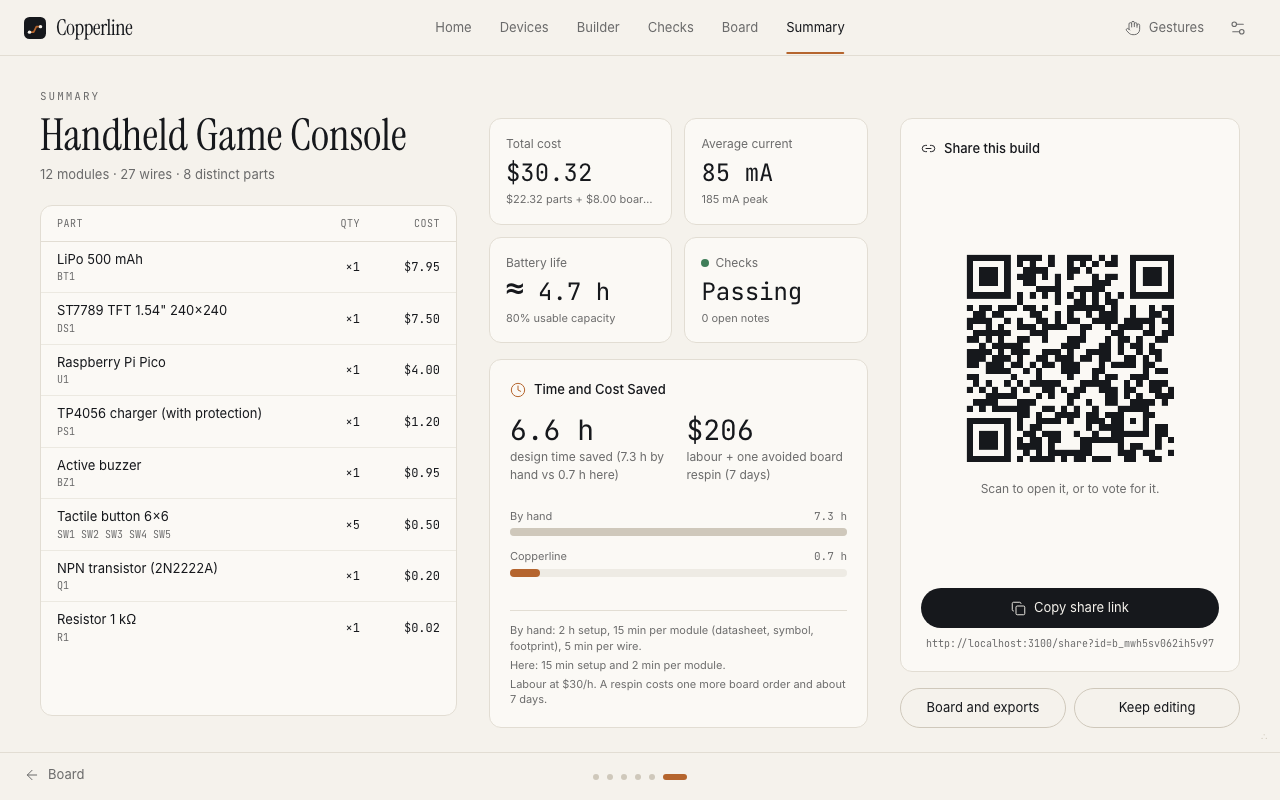 Copperline
Home
Devices
Builder
Checks
Board
Summary
Gestures
SUMMARY
Handheld Game Console
12 modules · 27 wires · 8 distinct parts
PART QTY COST
LiPo 500 mAh ×1 $7.95
BT1
ST7789 TFT 1.54" 240×240 ×1 $7.50
DS1
Raspberry Pi Pico ×1 $4.00
U1
TP4056 charger (with protection) ×1 $1.20
PS1
Active buzzer ×1 $0.95
BZ1
Tactile button 6×6 ×5 $0.50
SW1 SW2 SW3 SW4 SW5
NPN transistor (2N2222A) ×1 $0.20
Q1
Resistor 1 kΩ ×1 $0.02
R1
Total cost
$30.32
$22.32 parts + $8.00 boar…
Average current
85 mA
185 mA peak
Battery life
≈ 4.7 h
80% usable capacity
Checks
Passing
0 open notes
Time and Cost Saved
6.6 h
design time saved (7.3 h by
hand vs 0.7 h here)
$206
labour + one avoided board
respin (7 days)
By hand 7.3 h
Copperline 0.7 h
By hand: 2 h setup, 15 min per module (datasheet, symbol,
footprint), 5 min per wire.
Here: 15 min setup and 2 min per module.
Labour at $30/h. A respin costs one more board order and about
7 days.
Share this build
Scan to open it, or to vote for it.
Copy share link
http://localhost:3100/share?id=b_mwh5sv062ih5v97
Board and exports
Keep editing
Board